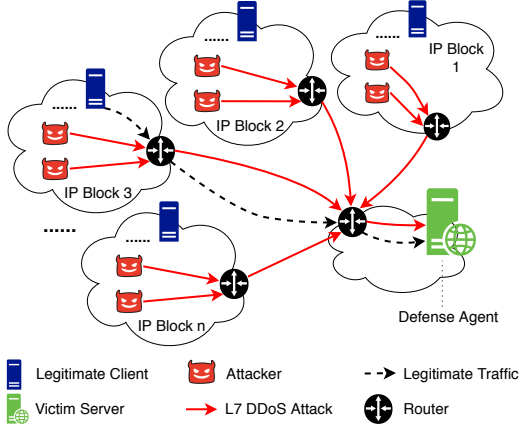 ......
......
IP Block
1
IP Block 2
......
IP Block 3
......
......
IP Block n
Defense Agent
Legitimate Client
Attacker
Legitimate Traffic
Victim Server
L7 DDoS Attack
Router